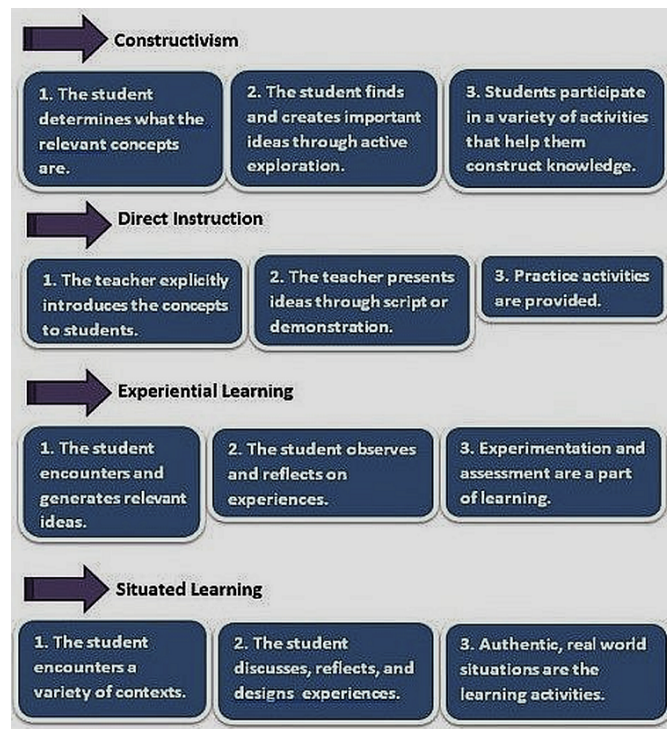 Constructivism
1. The student
determines what the
relevant concepts
are.
2. The student finds
and creates important
ideas through active
exploration.
3. Students participate
in a variety of activities
that help them
construct knowledge.
Direct Instruction
1. The teacher explicitly
introduces the concepts
to students.
2. The teacher presents
ideas through script or
demonstration.
3. Practice activities
are provided.
Experiential Learning
1. The student
encounters and
generates relevant
ideas.
2. The student observes
and reflects on
experiences.
3. Experimentation and
assessment are a part
of learning.
Situated Learning
1. The student
encounters a
variety of contexts.
2. The student
discusses, reflects, and
designs experiences.
3. Authentic, real world
situations are the
learning activities.